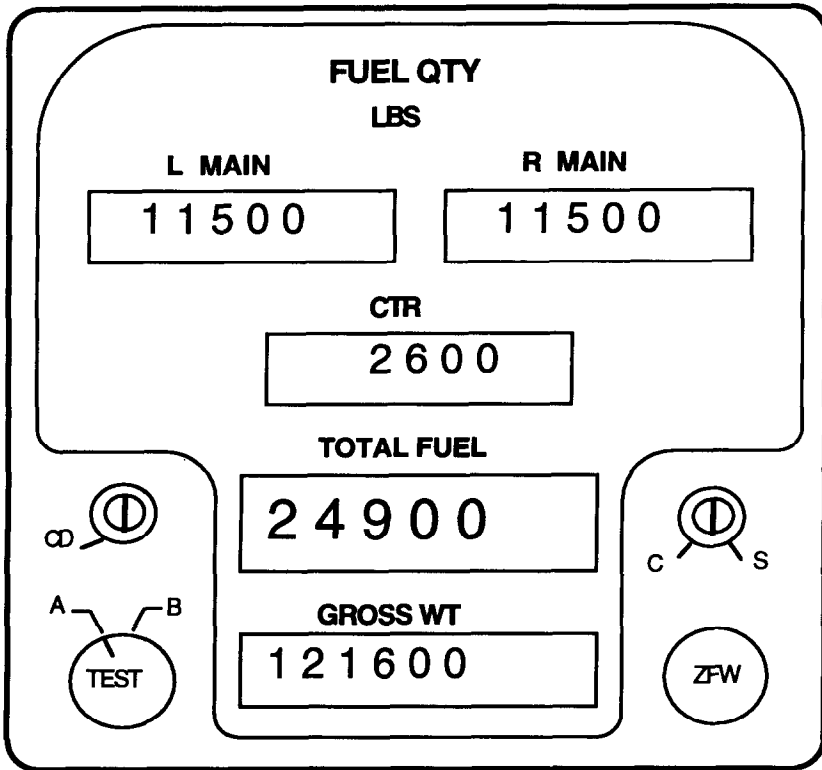 FUEL QTY
LBS
L MAIN R MAIN
11500 11500
CTR
2600
TOTAL FUEL
24900
C S
GROSS WT
A B
121600
TEST ZFW